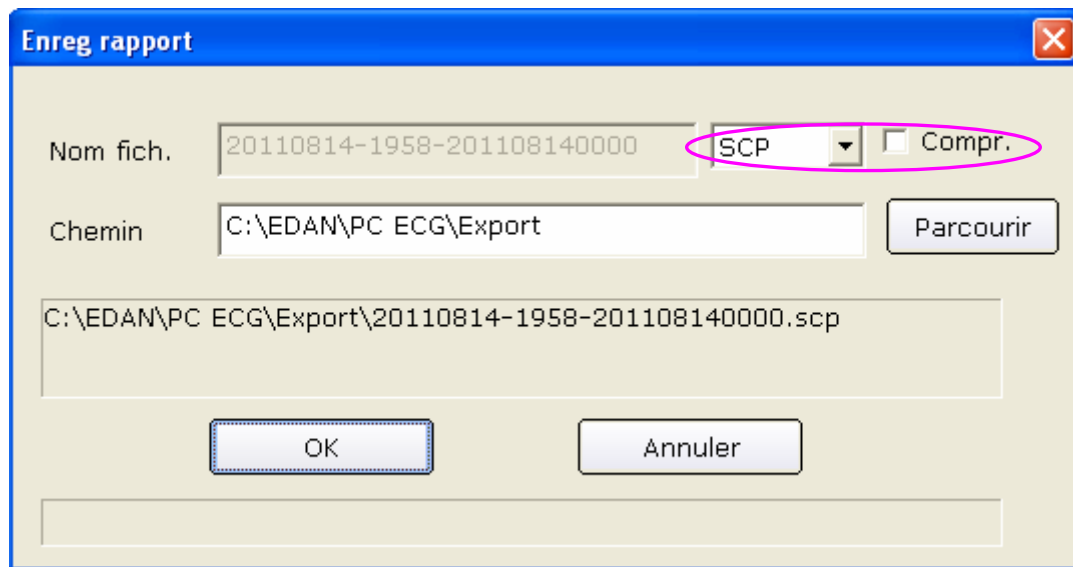 Enreg rapport
Nom fich. 20110814-1958-201108140000 SCP Compr.
Chemin C:\EDAN\PC ECG\Export Parcourir
C:\EDAN\PC ECG\Export\20110814-1958-201108140000.scp
OK Annuler